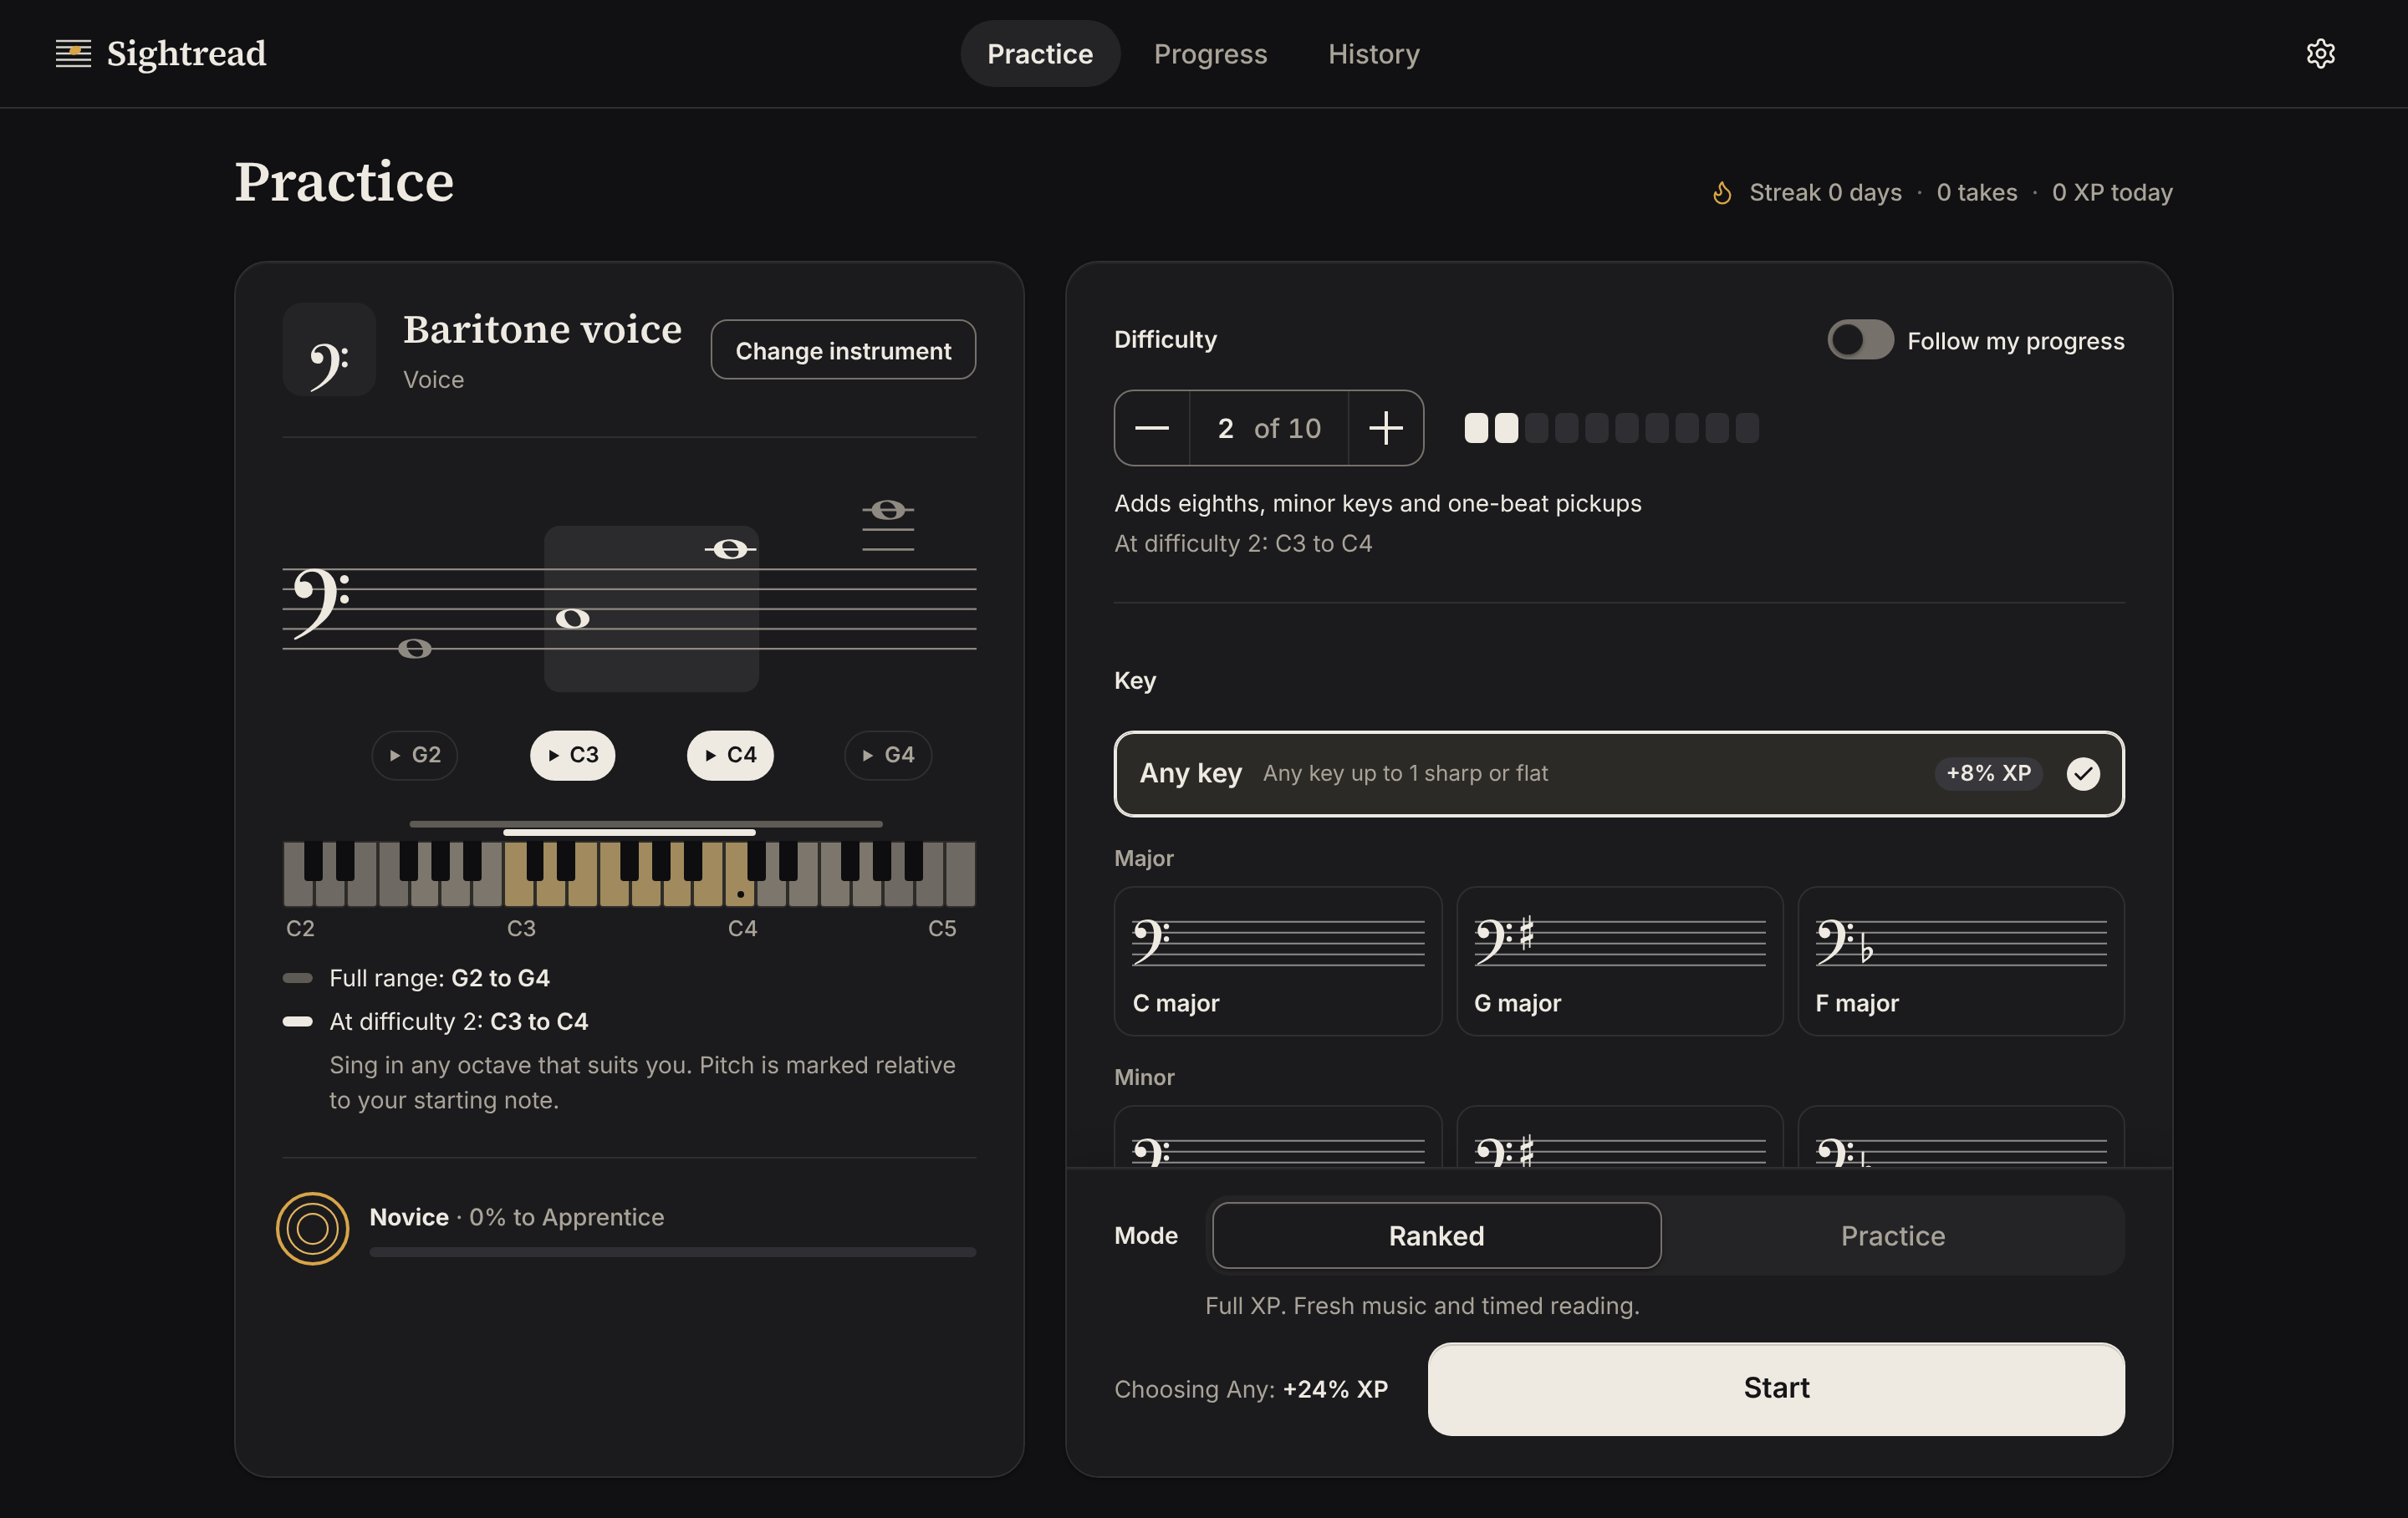 Sightread
Practice
Progress
History
Practice
Streak 0 days · 0 takes · 0 XP today
Baritone voice
Voice
Change instrument
G2
C3
C4
G4
C2
C3
C4
C5
Full range: G2 to G4
At difficulty 2: C3 to C4
Sing in any octave that suits you. Pitch is marked relative
to your starting note.
Novice · 0% to Apprentice
Difficulty
Follow my progress
2 of 10
Adds eighths, minor keys and one-beat pickups
At difficulty 2: C3 to C4
Key
Any key
Any key up to 1 sharp or flat
+8% XP
Major
C major
G major
F major
Minor
Mode
Ranked
Practice
Full XP. Fresh music and timed reading.
Choosing Any: +24% XP
Start